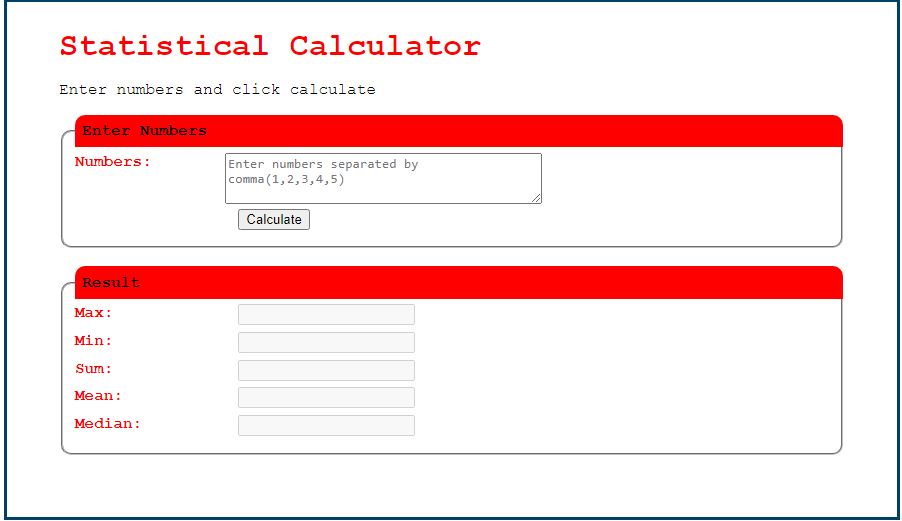 Statistical Calculator
Enter numbers and click calculate
Enter Numbers
Numbers:
Enter numbers separated by
comma(1,2,3,4,5)
Calculate
Result
Max:
Min:
Sum:
Mean:
Median: